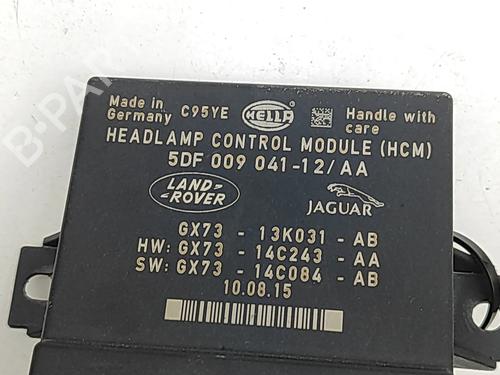 Made in Germany
C95YE
HELLA
Handle with care
HEADLAMP CONTROL MODULE (HCM)
5DF 009 041-12/AA
LAND-ROVER
JAGUAR
GX73 - 13K031 - AB
HW: GX73 - 14C243 - AA
SW: GX73 - 14C084 - AB
10.08.15
B-PARTS